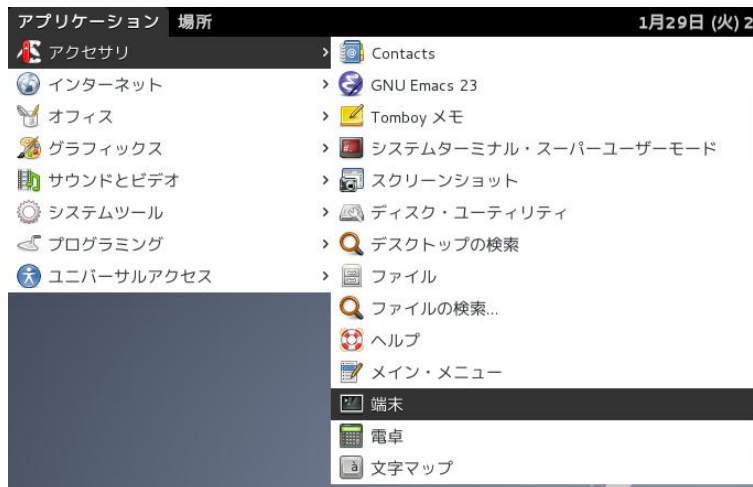 アプリケーション 場所 1月29日 (火) 2
アクセサリ
インターネット
オフィス
グラフィックス
サウンドとビデオ
システムツール
プログラミング
ユニバーサルアクセス
Contacts
GNU Emacs 23
Tomboy メモ
システムターミナル・スーパーユーザーモード
スクリーンショット
ディスク・ユーティリティ
デスクトップの検索
ファイル
ファイルの検索...
ヘルプ
メイン・メニュー
端末
電卓
文字マップ